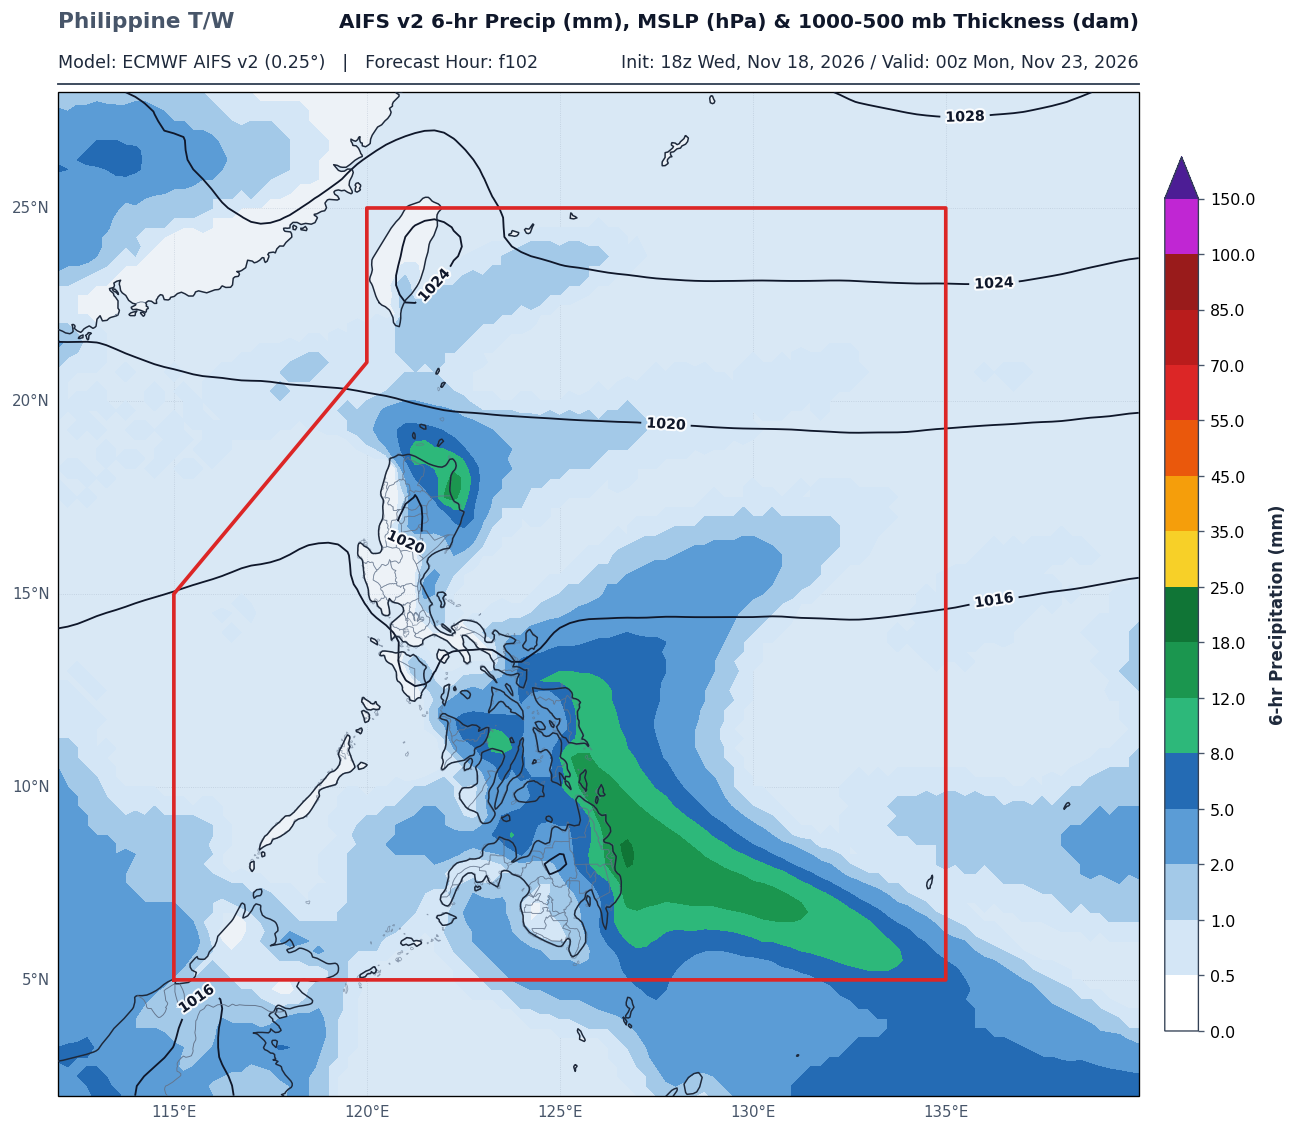 Philippine T/W
AIFS v2 6-hr Precip (mm), MSLP (hPa) & 1000-500 mb Thickness (dam)
Model: ECMWF AIFS v2 (0.25°)   |   Forecast Hour: f102
Init: 18z Wed, Nov 18, 2026 / Valid: 00z Mon, Nov 23, 2026
1028
25°N
1024
1024
20°N
1020
1020
15°N
1016
10°N
5°N
1016
115°E
120°E
125°E
130°E
135°E
150.0
100.0
85.0
70.0
55.0
45.0
35.0
25.0
18.0
12.0
8.0
5.0
2.0
1.0
0.5
0.0
6-hr Precipitation (mm)